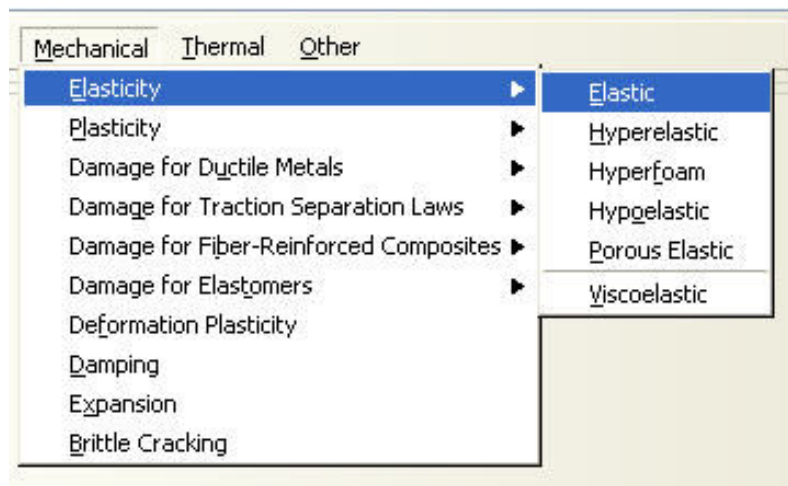 Mechanical Thermal Other
Elasticity
Plasticity
Damage for Ductile Metals
Damage for Traction Separation Laws
Damage for Fiber-Reinforced Composites
Damage for Elastomers
Deformation Plasticity
Damping
Expansion
Brittle Cracking
Elastic
Hyperelastic
Hyperfoam
Hypoelastic
Porous Elastic
Viscoelastic